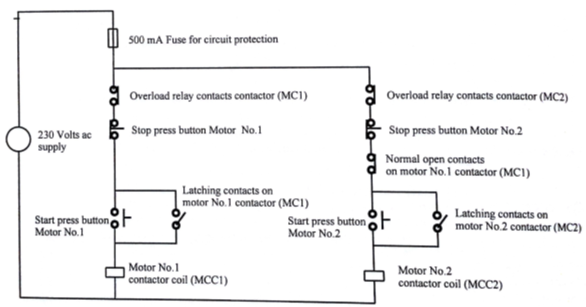 500 mA Fuse for circuit protection
Overload relay contacts contactor (MC1)
Overload relay contacts contactor (MC2)
230 Volts ac
supply
Stop press button Motor No.1
Stop press button Motor No.2
Normal open contacts
on motor No.1 contactor (MC1)
Latching contacts on
motor No.1 contactor (MC1)
Start press button
Motor No.1
Start press button
Motor No.2
Latching contacts on
motor No.2 contactor (MC2)
Motor No.1
contactor coil (MCC1)
Motor No.2
contactor coil (MCC2)